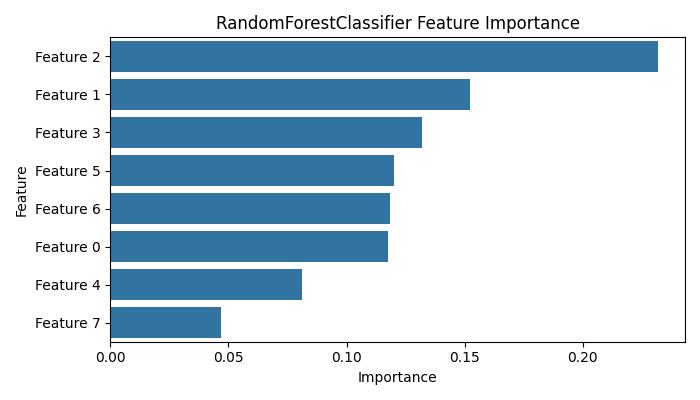 RandomForestClassifier Feature Importance
Feature 2
Feature 1
Feature 3
Feature 5
Feature 6
Feature 0
Feature 4
Feature 7
Feature
0.00 0.05 0.10 0.15 0.20
Importance